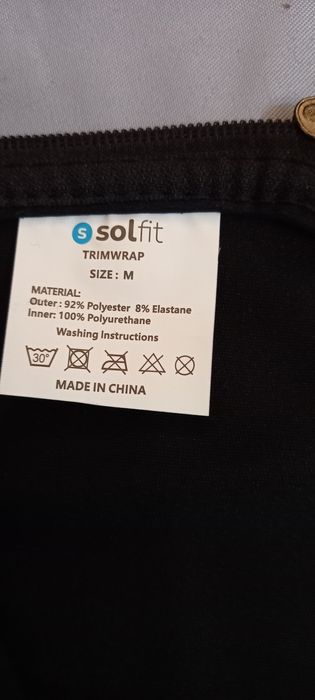 S solfit
TRIMWRAP
SIZE: M
MATERIAL:
Outer: 92% Polyester 8% Elastane
Inner: 100% Polyurethane
Washing Instructions
30°
MADE IN CHINA